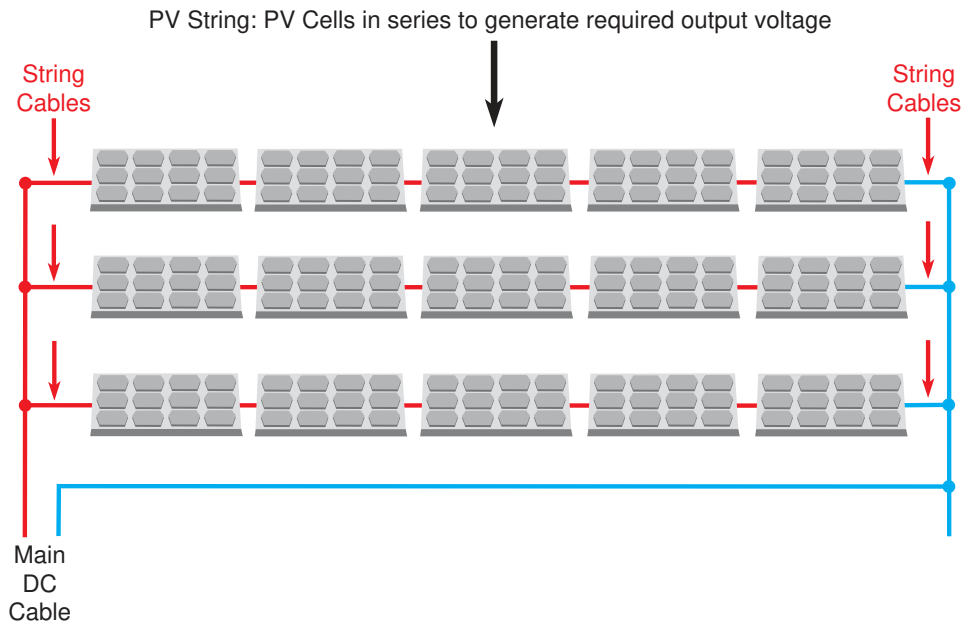 PV String: PV Cells in series to generate required output voltage
String
Cables
String
Cables
Main
DC
Cable